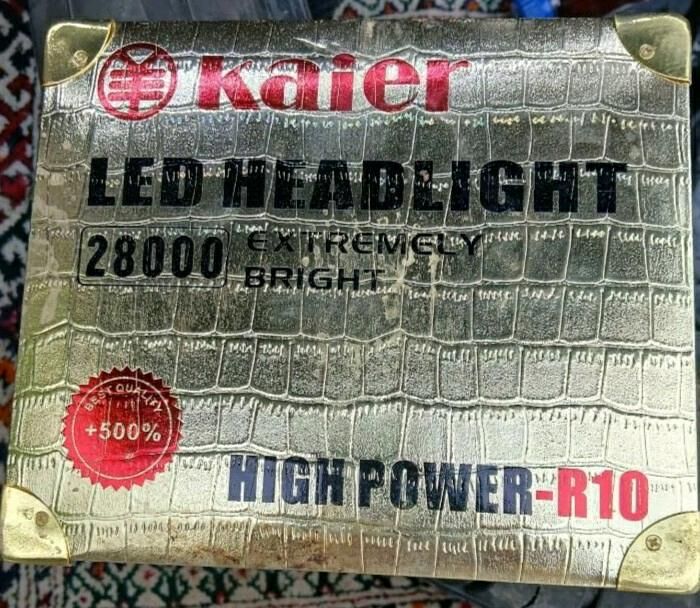 Kaier
LED HEADLIGHT
28000 EXTREMELY
BRIGHT
BEST QUALITY
+500%
HIGH POWER-R10